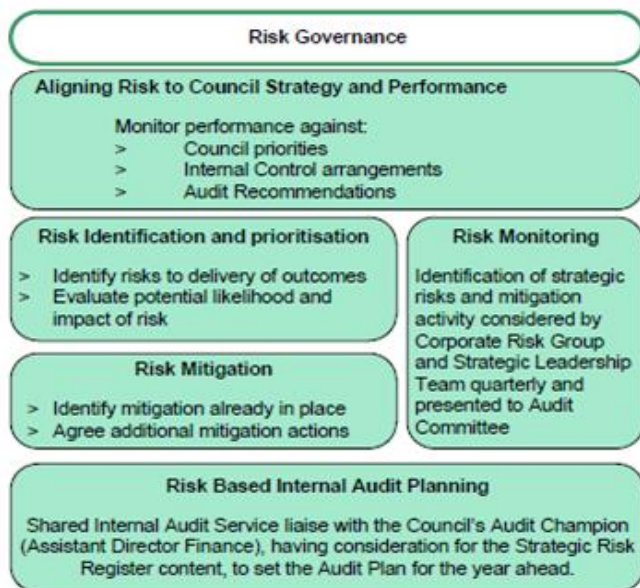 Risk Governance
Aligning Risk to Council Strategy and Performance
Monitor performance against:
> Council priorities
> Internal Control arrangements
> Audit Recommendations
Risk Identification and prioritisation
> Identify risks to delivery of outcomes
> Evaluate potential likelihood and
impact of risk
Risk Mitigation
> Identify mitigation already in place
> Agree additional mitigation actions
Risk Monitoring
Identification of strategic
risks and mitigation
activity considered by
Corporate Risk Group
and Strategic Leadership
Team quarterly and
presented to Audit
Committee
Risk Based Internal Audit Planning
Shared Internal Audit Service liaise with the Council's Audit Champion
(Assistant Director Finance), having consideration for the Strategic Risk
Register content, to set the Audit Plan for the year ahead.